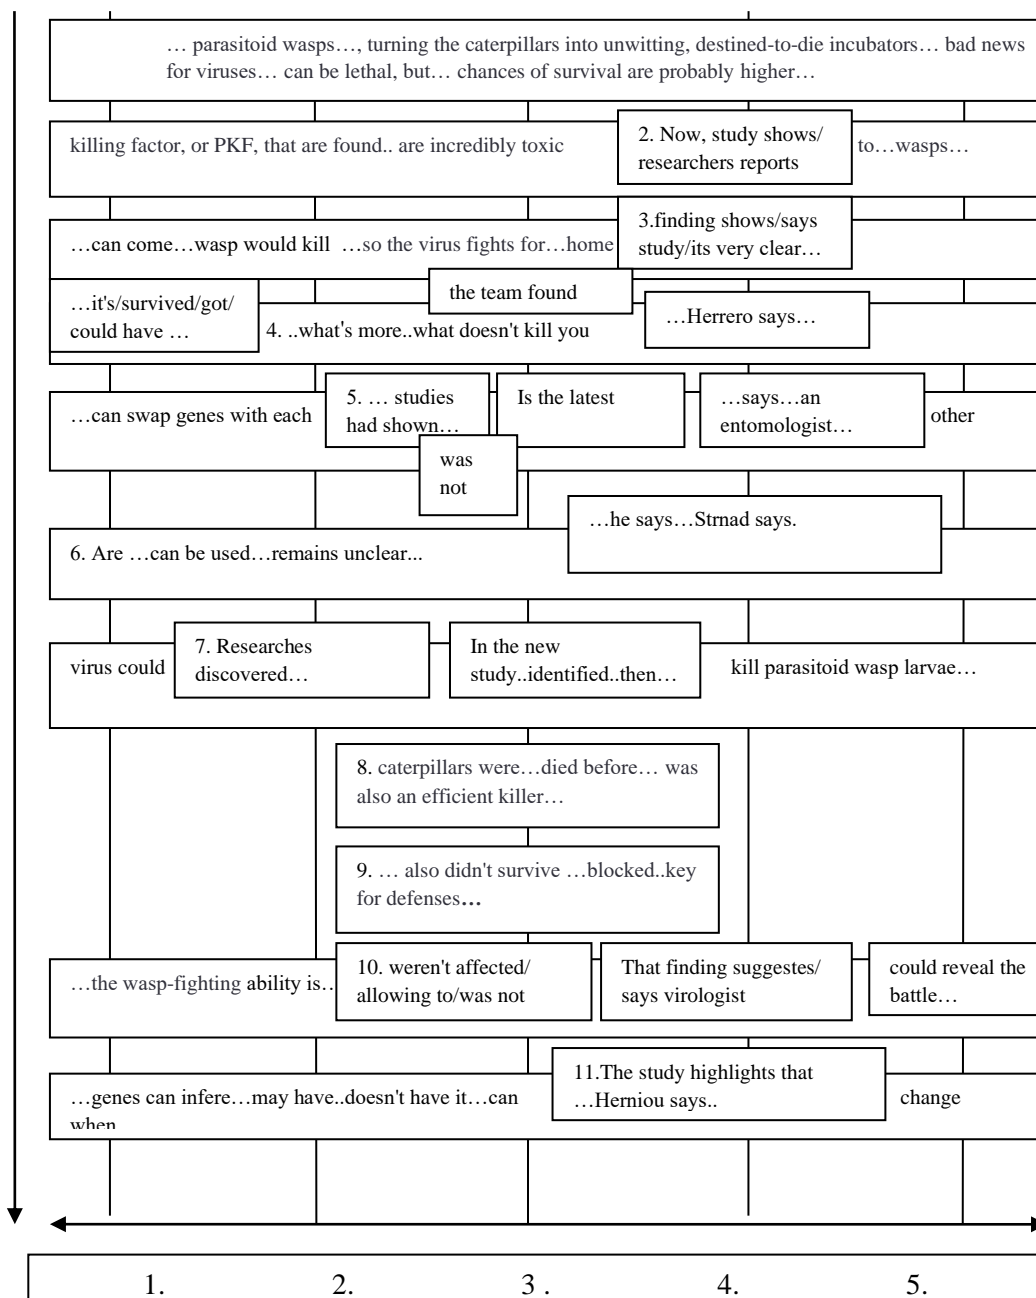 … parasitoid wasps…, turning the caterpillars into unwitting, destined-to-die incubators… bad news
for viruses… can be lethal, but… chances of survival are probably higher…
killing factor, or PKF, that are found.. are incredibly toxic
2. Now, study shows/
researchers reports
to…wasps…
…can come…wasp would kill …so the virus fights for…home
3.finding shows/says
study/its very clear…
…it's/survived/got/
could have …
the team found
4. ..what's more..what doesn't kill you
…Herrero says…
…can swap genes with each
5. … studies
had shown…
Is the latest
…says…an
entomologist…
other
was
not
…he says…Strnad says.
6. Are …can be used…remains unclear...
virus could
7. Researches
discovered…
In the new
study..identified..then…
kill parasitoid wasp larvae…
8. caterpillars were…died before… was
also an efficient killer…
9. … also didn't survive …blocked..key
for defenses…
…the wasp-fighting ability is…
10. weren't affected/
allowing to/was not
That finding suggestes/
says virologist
could reveal the
battle…
…genes can infere…may have..doesn't have it…can
when
11.The study highlights that
…Herniou says..
change
1. 2. 3 . 4. 5.